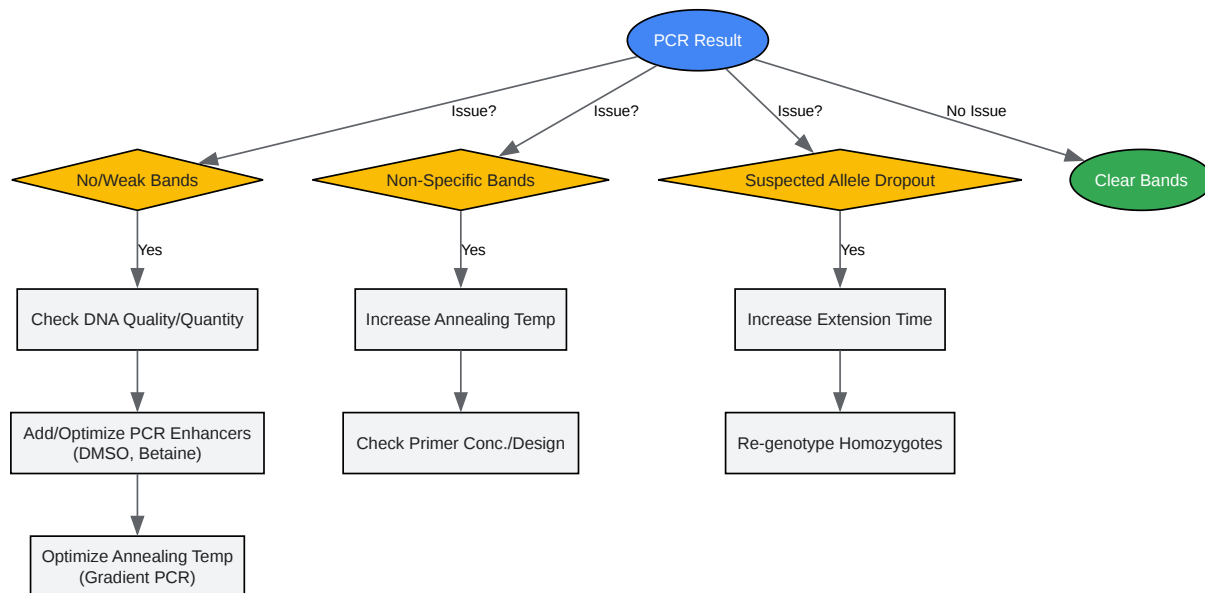 PCR Result
Issue?
Issue?
Issue?
No Issue
No/Weak Bands
Non-Specific Bands
Suspected Allele Dropout
Clear Bands
Yes
Yes
Yes
Check DNA Quality/Quantity
Increase Annealing Temp
Increase Extension Time
Add/Optimize PCR Enhancers
(DMSO, Betaine)
Check Primer Conc./Design
Re-genotype Homozygotes
Optimize Annealing Temp
(Gradient PCR)